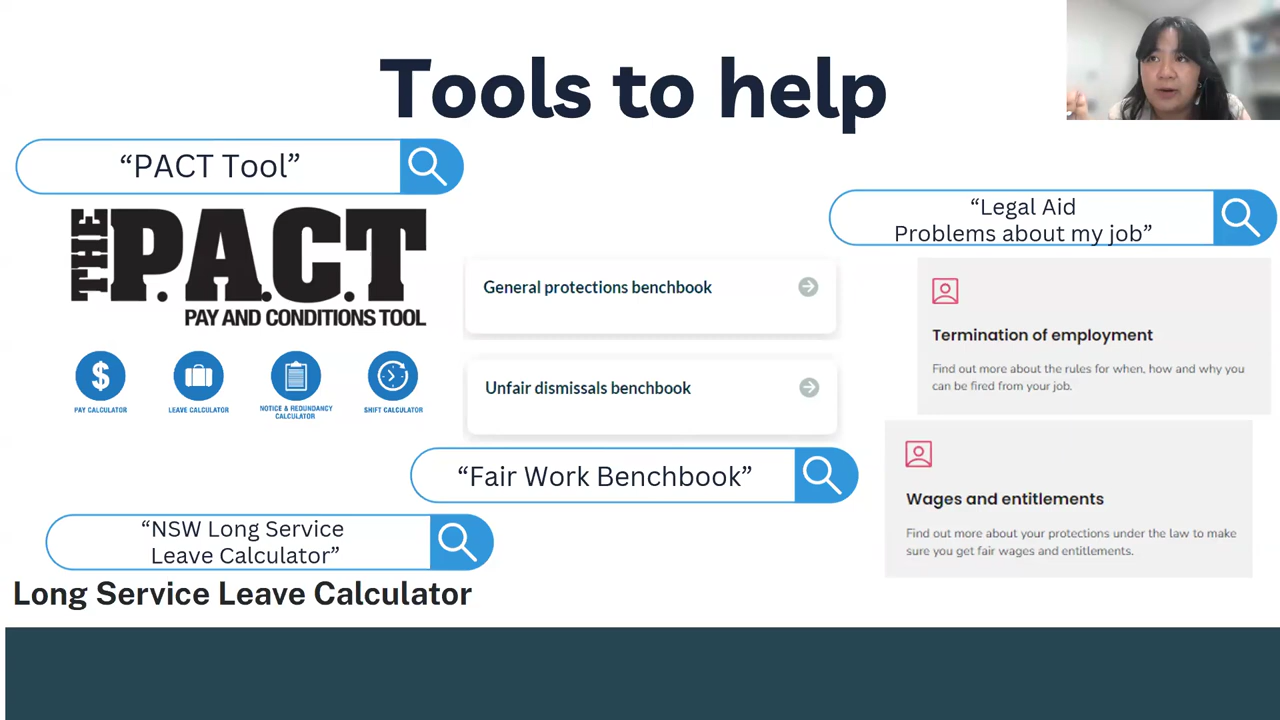 Tools to help
“PACT Tool”
THE P.A.C.T
PAY AND CONDITIONS TOOL
PAY CALCULATOR
LEAVE CALCULATOR
NOTICE & REDUNDANCY
CALCULATOR
SHIFT CALCULATOR
General protections benchbook
Unfair dismissals benchbook
“Fair Work Benchbook”
“NSW Long Service
Leave Calculator”
Long Service Leave Calculator
“Legal Aid
Problems about my job”
Termination of employment
Find out more about the rules for when, how and why you
can be fired from your job.
Wages and entitlements
Find out more about your protections under the law to make
sure you get fair wages and entitlements.